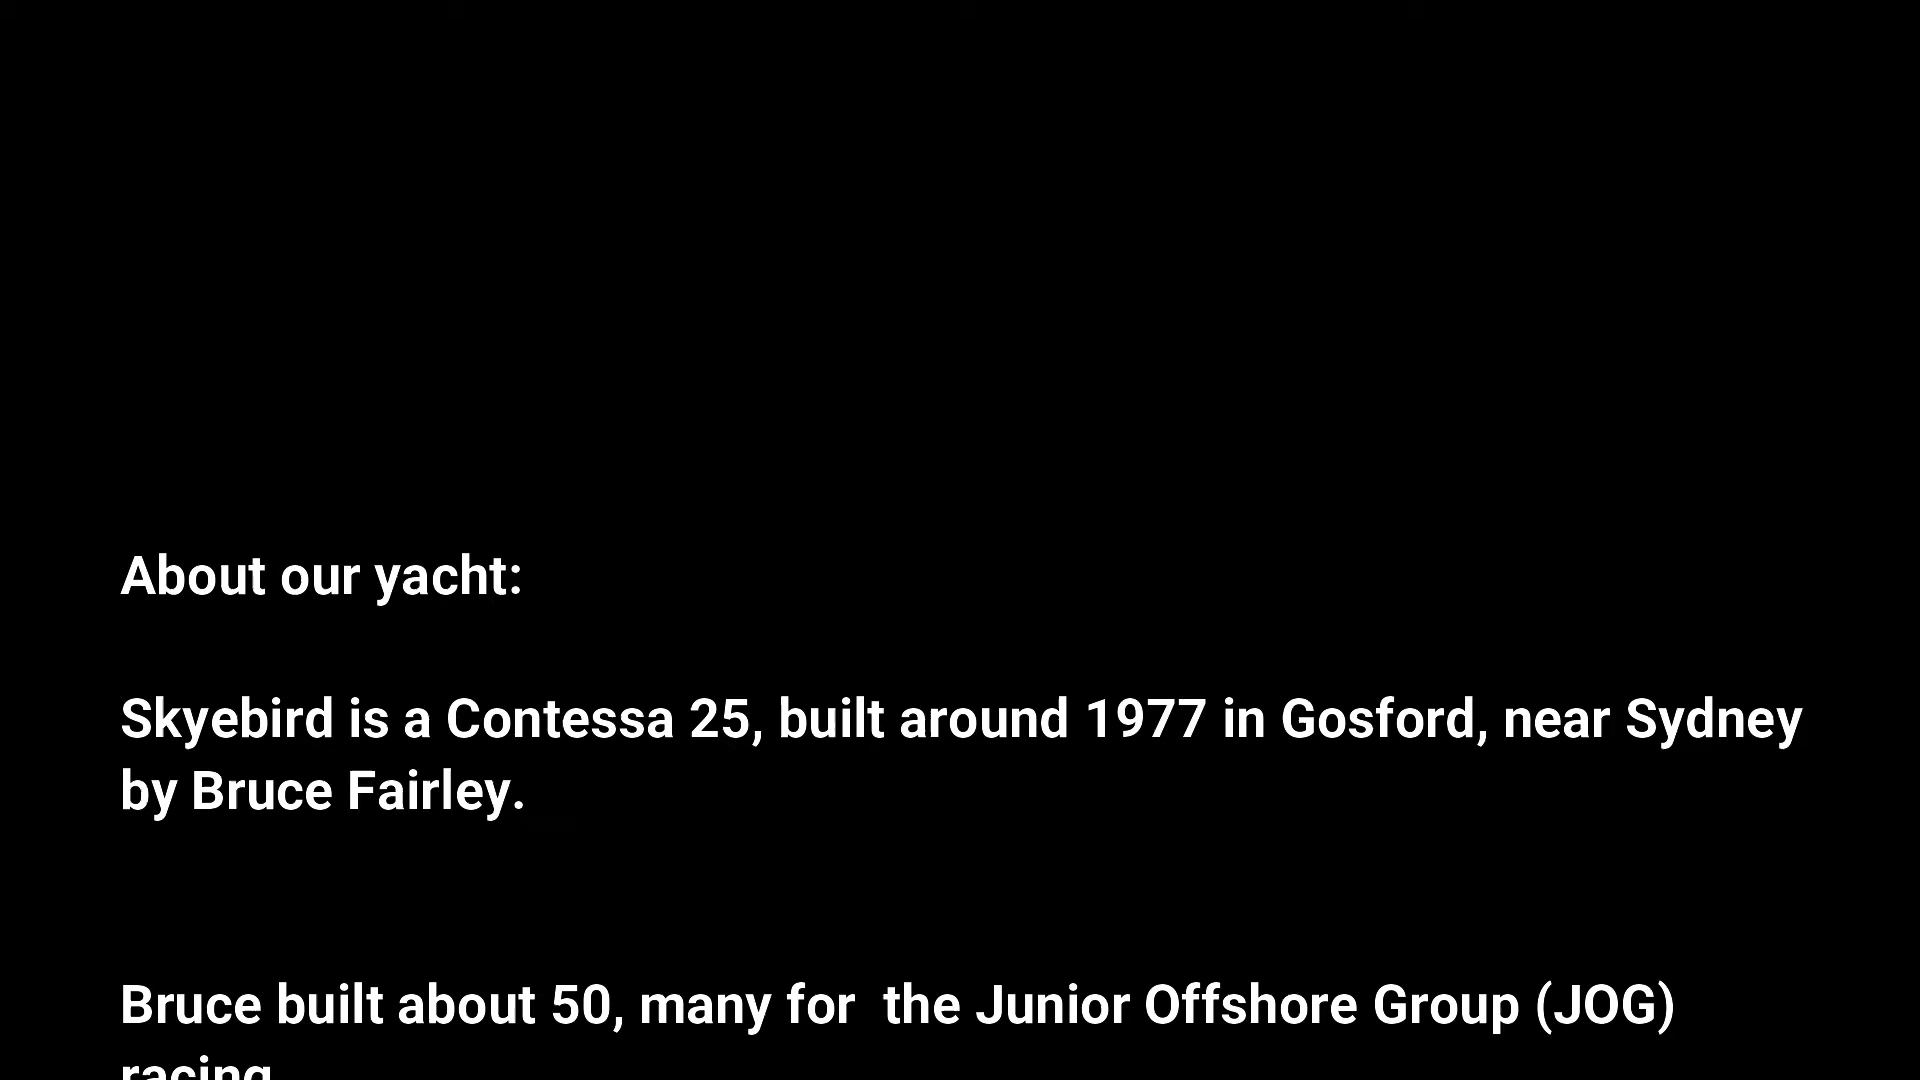 About our yacht:
Skyebird is a Contessa 25, built around 1977 in Gosford, near Sydney
by Bruce Fairley.
Bruce built about 50, many for  the Junior Offshore Group (JOG)
racing